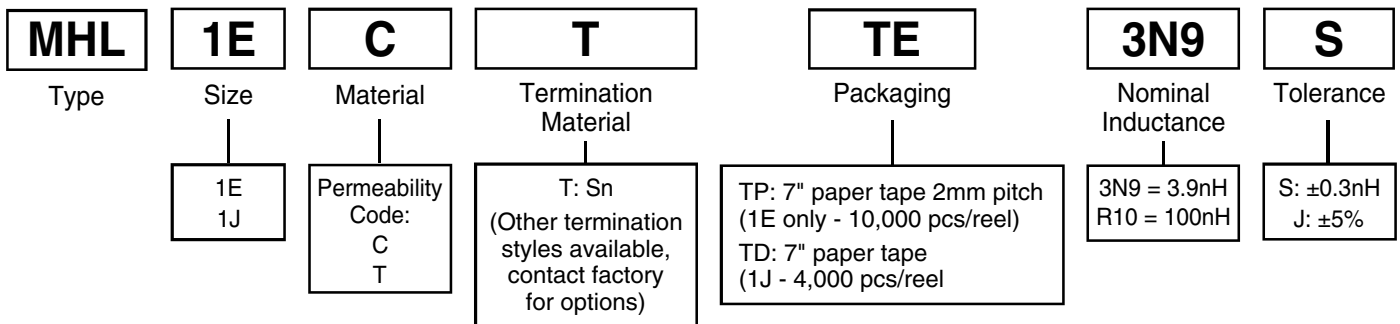 MHL 1E C T TE 3N9 S
Type Size Material Termination Material Packaging Nominal Inductance Tolerance
1E
1J
Permeability
Code:
C
T
T: Sn
(Other termination
styles available,
contact factory
for options)
TP: 7" paper tape 2mm pitch
(1E only - 10,000 pcs/reel)
TD: 7" paper tape
(1J - 4,000 pcs/reel
3N9 = 3.9nH
R10 = 100nH
S: ±0.3nH
J: ±5%